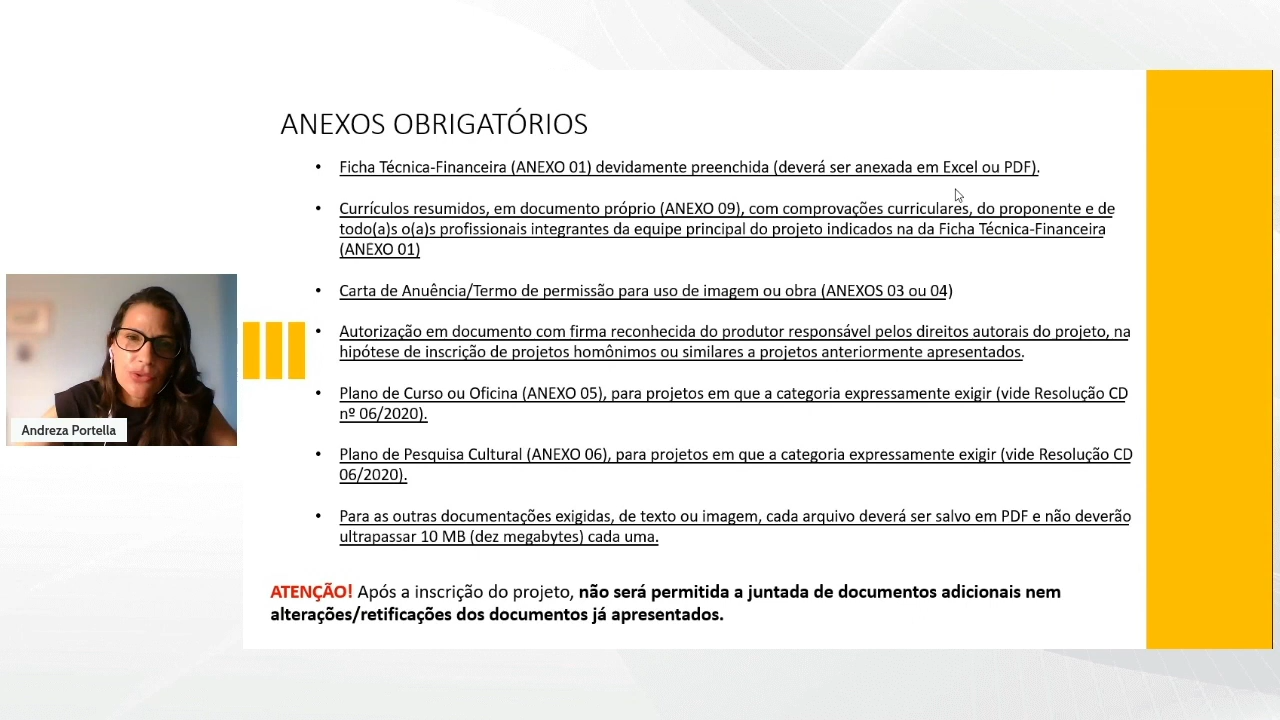 ANEXOS OBRIGATÓRIOS
• Ficha Técnica-Financeira (ANEXO 01) devidamente preenchida (deverá ser anexada em Excel ou PDF).
• Currículos resumidos, em documento próprio (ANEXO 09), com comprovações curriculares, do proponente e de
todo(a)s o(a)s profissionais integrantes da equipe principal do projeto indicados na da Ficha Técnica-Financeira
(ANEXO 01)
• Carta de Anuência/Termo de permissão para uso de imagem ou obra (ANEXOS 03 ou 04)
• Autorização em documento com firma reconhecida do produtor responsável pelos direitos autorais do projeto, na
hipótese de inscrição de projetos homônimos ou similares a projetos anteriormente apresentados.
• Plano de Curso ou Oficina (ANEXO 05), para projetos em que a categoria expressamente exigir (vide Resolução CD
nº 06/2020).
• Plano de Pesquisa Cultural (ANEXO 06), para projetos em que a categoria expressamente exigir (vide Resolução CD
06/2020).
• Para as outras documentações exigidas, de texto ou imagem, cada arquivo deverá ser salvo em PDF e não deverão
ultrapassar 10 MB (dez megabytes) cada uma.
ATENÇÃO! Após a inscrição do projeto, não será permitida a juntada de documentos adicionais nem
alterações/retificações dos documentos já apresentados.
Andreza Portella